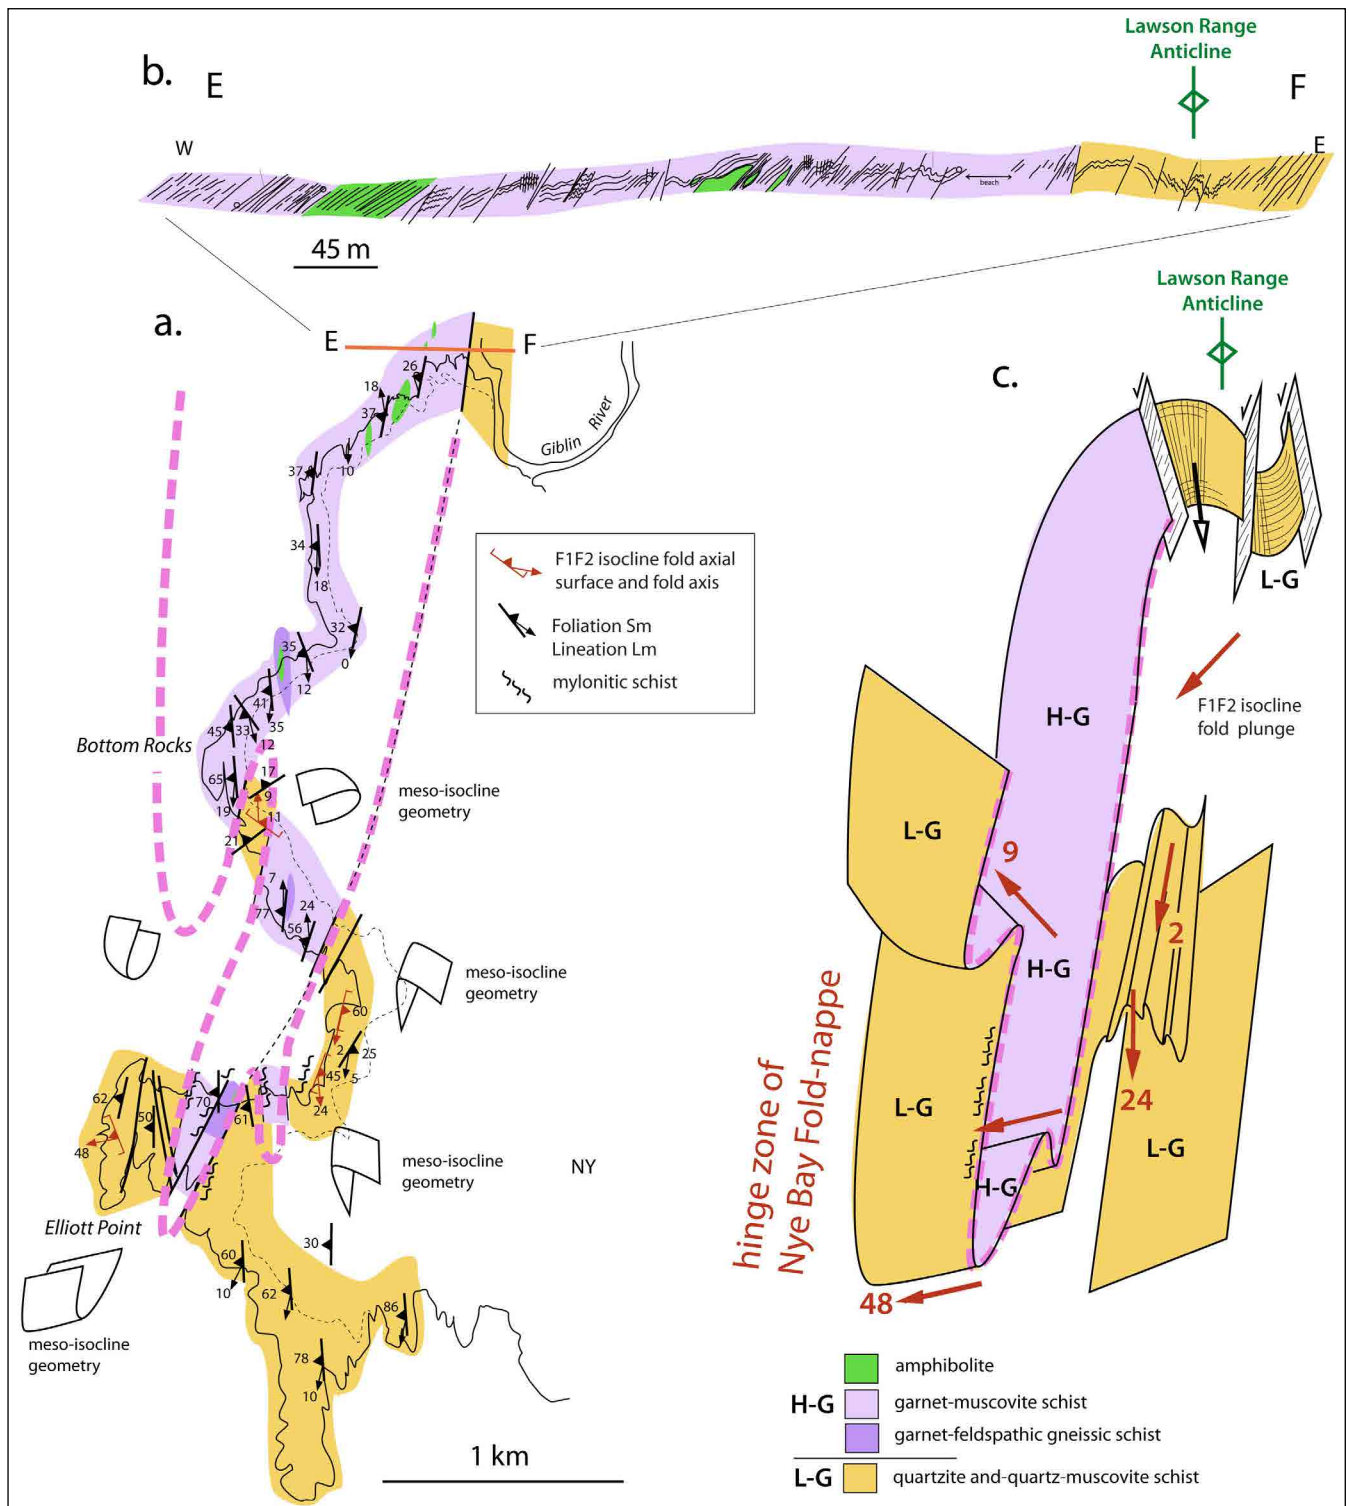 b.
E
Lawson Range
Anticline
F
W
E
beach
45 m
a.
E
F
Lawson Range
Anticline
c.
26
18
37
10
Giblin River
37
34
18
F1F2 isocline fold axial
surface and fold axis
Foliation Sm
Lineation Lm
mylonitic schist
L-G
F1F2 isocline
fold plunge
32
0
35
12
41
35
45
33
12
Bottom Rocks
65
17
9
19
11
21
meso-isocline
geometry
H-G
L-G
9
7
77
24
56
meso-isocline
geometry
H-G
2
60
2
25
45
5
24
62
50
70
61
48
L-G
24
L-G
meso-isocline
geometry
NY
H-G
hinge zone of
Nye Bay Fold-nappe
48
Elliott Point
30
60
10
62
86
meso-isocline
geometry
78
10
1 km
amphibolite
H-G garnet-muscovite schist
garnet-feldspathic gneissic schist
L-G quartzite and-quartz-muscovite schist